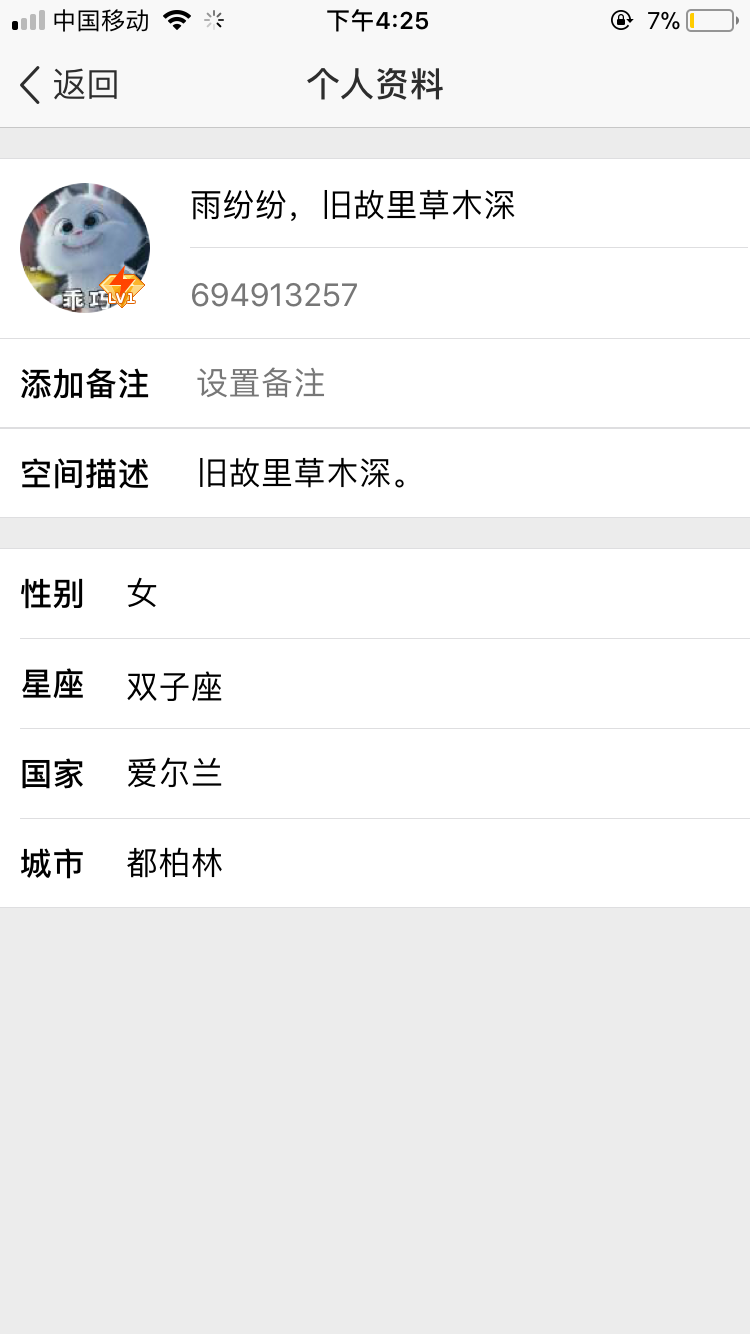 中国移动 下午4:25 7%
返回 个人资料
雨纷纷，旧故里草木深
694913257
乖巧 LV1
添加备注 设置备注
空间描述 旧故里草木深。
性别 女
星座 双子座
国家 爱尔兰
城市 都柏林